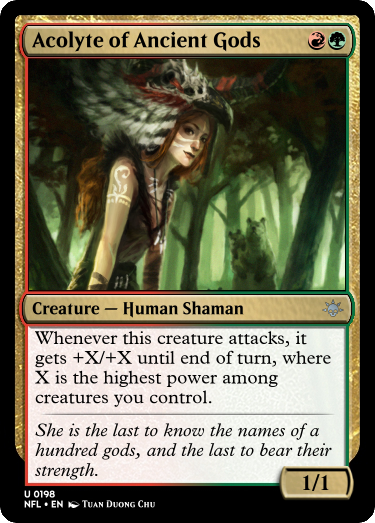 Acolyte of Ancient Gods
Creature — Human Shaman
Whenever this creature attacks, it
gets +X/+X until end of turn, where
X is the highest power among
creatures you control.
She is the last to know the names of a
hundred gods, and the last to bear their
strength.
1/1
U 0198
NFL • EN Tuan Duong Chu